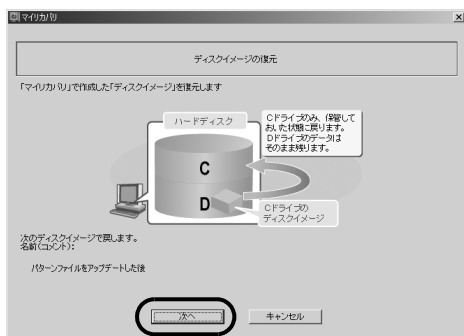 マイリカバリ
ディスクイメージの復元
「マイリカバリ」で作成した「ディスクイメージ」を復元します
ハードディスク
Cドライブのみ、保管して
おいた状態に戻ります。
Dドライブのデータは
そのまま残ります。
C
D
Cドライブの
ディスクイメージ
次のディスクイメージで戻します。
名前(コメント):
パターンファイルをアップデートした後
次へ
キャンセル